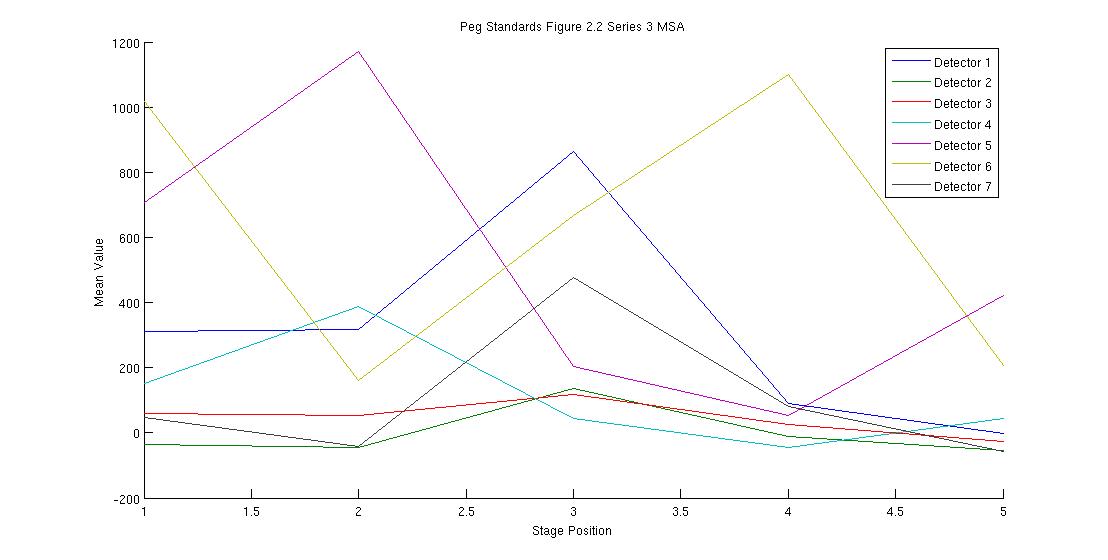 Peg Standards Figure 2.2 Series 3 MSA
1200
1000
800
600
400
200
0
-200
Mean Value
Detector 1
Detector 2
Detector 3
Detector 4
Detector 5
Detector 6
Detector 7
1 1.5 2 2.5 3 3.5 4 4.5 5
Stage Position